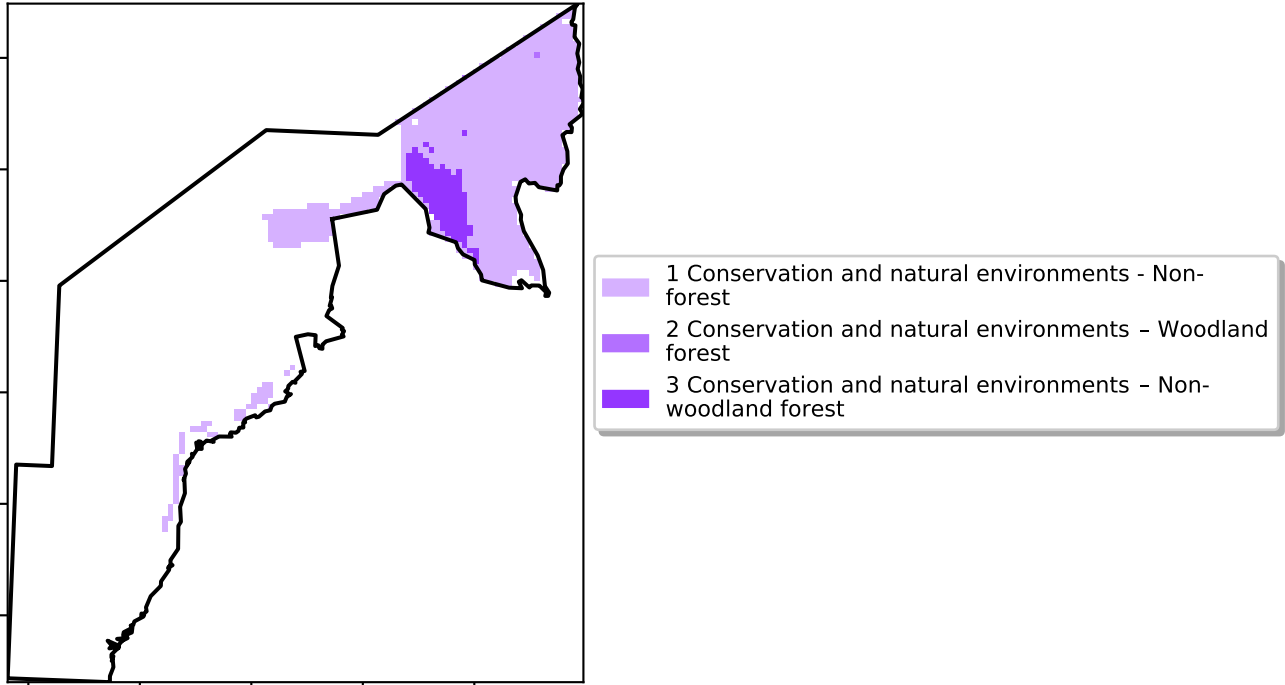 1 Conservation and natural environments - Non-
forest
2 Conservation and natural environments – Woodland
forest
3 Conservation and natural environments – Non-
woodland forest